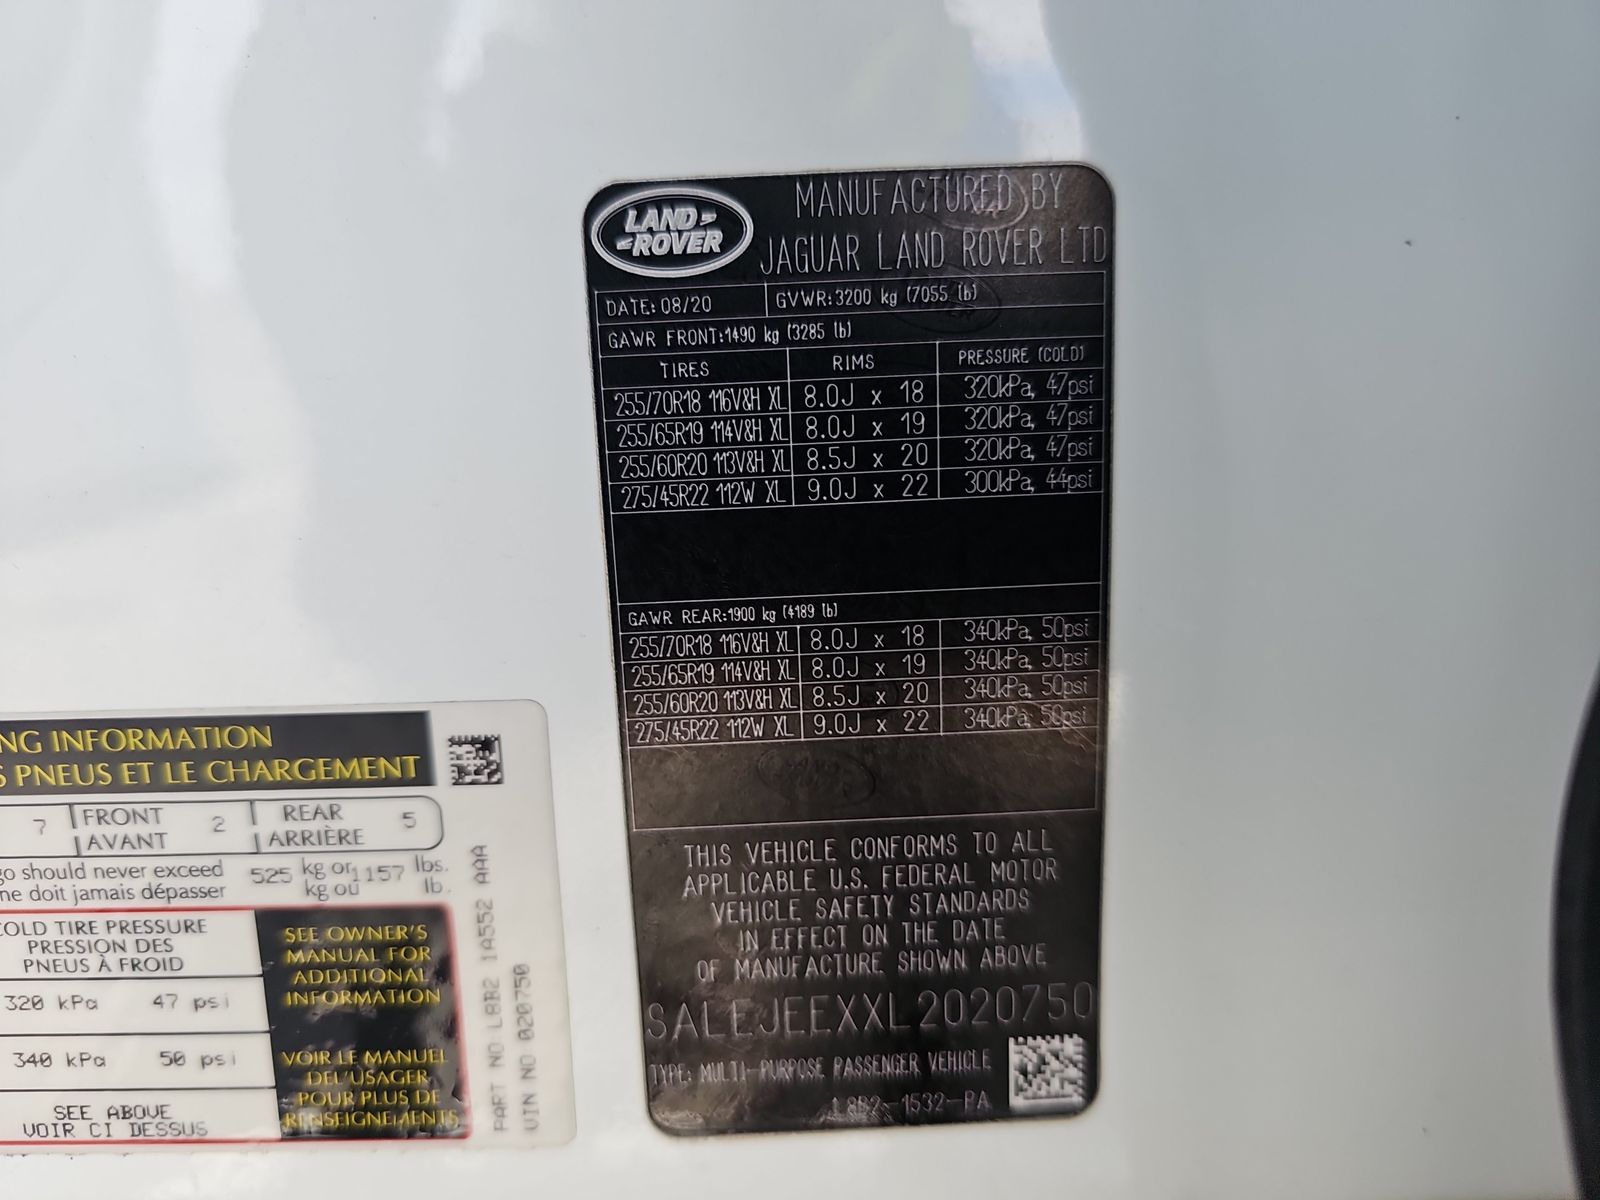 LAND
ROVER
MANUFACTURED BY
JAGUAR LAND ROVER LTD
DATE: 08/20 GVWR:3200 kg (7055 lb)
GAWR FRONT:1490 kg (3285 lb)
TIRES RIMS PRESSURE (COLD)
255/70R18 116V&H XL 8.0J x 18 320kPa, 47psi
255/65R19 114V&H XL 8.0J x 19 320kPa, 47psi
255/60R20 113V&H XL 8.5J x 20 320kPa, 47psi
275/45R22 112W XL 9.0J x 22 300kPa, 44psi
GAWR REAR:1900 kg (4189 lb)
255/70R18 116V&H XL 8.0J x 18 340kPa, 50psi
255/65R19 114V&H XL 8.0J x 19 340kPa, 50psi
255/60R20 113V&H XL 8.5J x 20 340kPa, 50psi
275/45R22 112W XL 9.0J x 22 340kPa, 50psi
THIS VEHICLE CONFORMS TO ALL
APPLICABLE U.S. FEDERAL MOTOR
VEHICLE SAFETY STANDARDS
IN EFFECT ON THE DATE
OF MANUFACTURE SHOWN ABOVE
SALEJEEXXL2020750
TYPE: MULTI-PURPOSE PASSENGER VEHICLE
L8B2-1532-PA
NG INFORMATION
S PNEUS ET LE CHARGEMENT
7 FRONT 2 REAR 5
AVANT ARRIÈRE
go should never exceed 525 kg or 1157 lbs.
ne doit jamais dépasser kg ou lb.
COLD TIRE PRESSURE
PRESSION DES
PNEUS À FROID
320 kPa 47 psi
340 kPa 50 psi
SEE ABOVE
VOIR CI DESSUS
SEE OWNER'S
MANUAL FOR
ADDITIONAL
INFORMATION
VOIR LE MANUEL
DE L'USAGER
POUR PLUS DE
RENSEIGNEMENTS
PART NO L8B2 1A552 AAA
VIN NO 020750